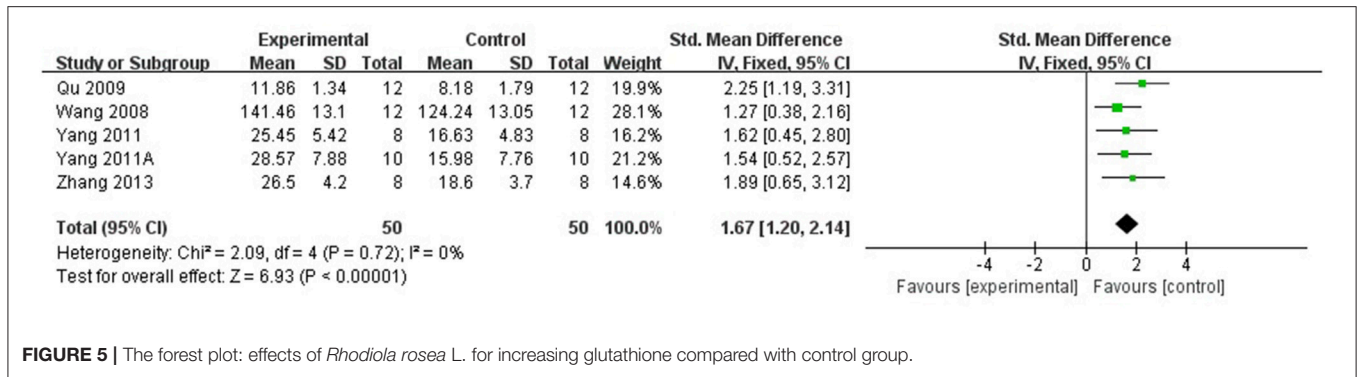 Experimental Control Std. Mean Difference Std. Mean Difference
Study or Subgroup Mean SD Total Mean SD Total Weight IV, Fixed, 95% CI IV, Fixed, 95% CI
Qu 2009 11.86 1.34 12 8.18 1.79 12 19.9% 2.25 [1.19, 3.31]
Wang 2008 141.46 13.1 12 124.24 13.05 12 28.1% 1.27 [0.38, 2.16]
Yang 2011 25.45 5.42 8 16.63 4.83 8 16.2% 1.62 [0.45, 2.80]
Yang 2011A 28.57 7.88 10 15.98 7.76 10 21.2% 1.54 [0.52, 2.57]
Zhang 2013 26.5 4.2 8 18.6 3.7 8 14.6% 1.89 [0.65, 3.12]
Total (95% CI) 50 50 100.0% 1.67 [1.20, 2.14]
Heterogeneity: Chi² = 2.09, df = 4 (P = 0.72); I² = 0%
Test for overall effect: Z = 6.93 (P < 0.00001)
-4 -2 0 2 4
Favours [experimental] Favours [control]
FIGURE 5 | The forest plot: effects of Rhodiola rosea L. for increasing glutathione compared with control group.